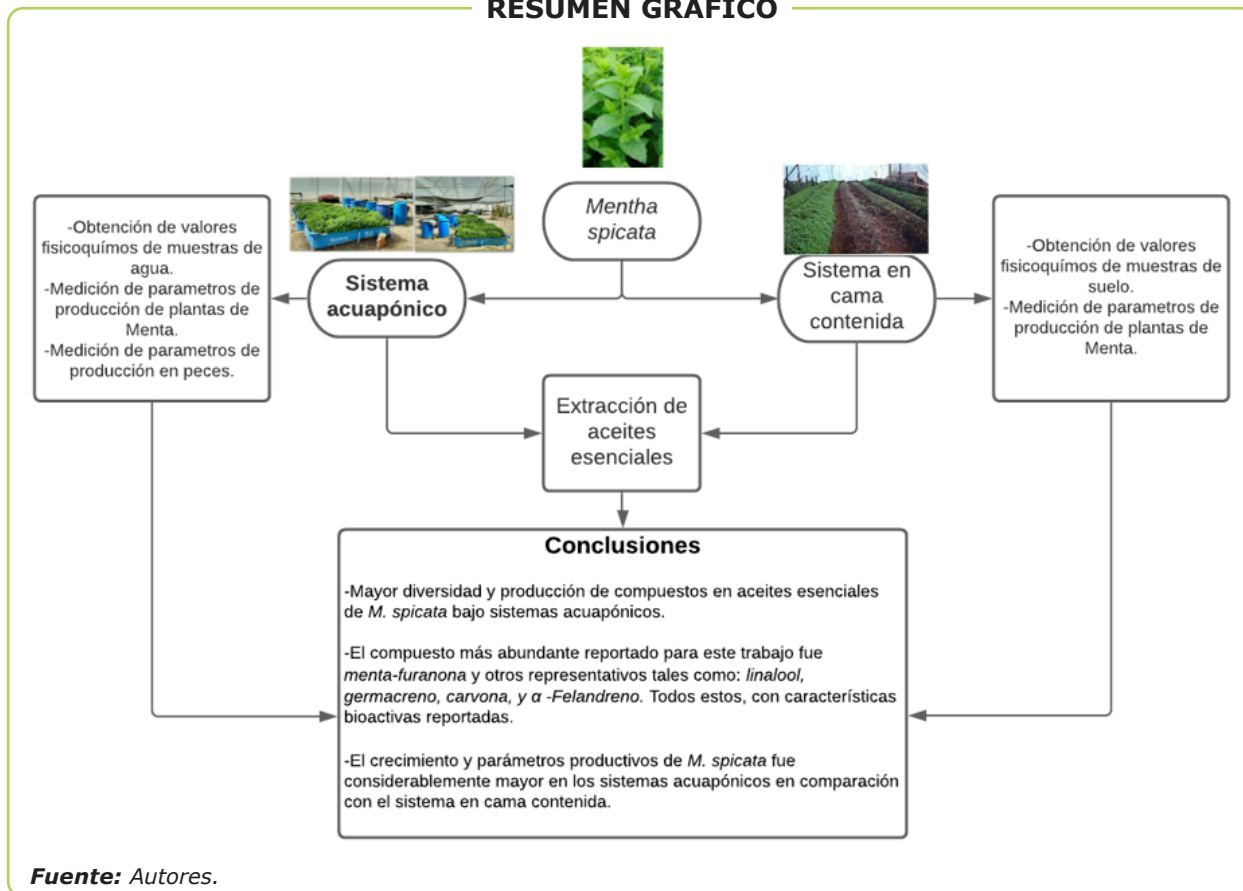 RESUMEN GRÁFICO
Mentha
spicata
Sistema
acuapónico
Sistema en
cama
contenida
-Obtención de valores
fisicoquímos de muestras de
agua.
-Medición de parametros de
producción de plantas de
Menta.
-Medición de parametros de
producción en peces.
-Obtención de valores
fisicoquímos de muestras de
suelo.
-Medición de parametros de
producción de plantas de
Menta.
Extracción de
aceites
esenciales
Conclusiones
-Mayor diversidad y producción de compuestos en aceites esenciales
de M. spicata bajo sistemas acuapónicos.
-El compuesto más abundante reportado para este trabajo fue
menta-furanona y otros representativos tales como: linalool,
germacreno, carvona, y α -Felandreno. Todos estos, con características
bioactivas reportadas.
-El crecimiento y parámetros productivos de M. spicata fue
considerablemente mayor en los sistemas acuapónicos en comparación
con el sistema en cama contenida.
Fuente: Autores.